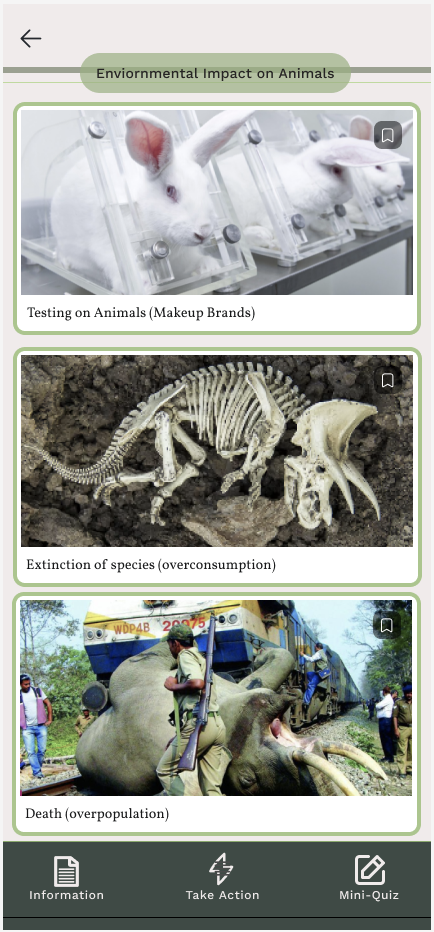 Enviornmental Impact on Animals
Testing on Animals (Makeup Brands)
Extinction of species (overconsumption)
WDP4B 20075
Death (overpopulation)
Information
Take Action
Mini-Quiz